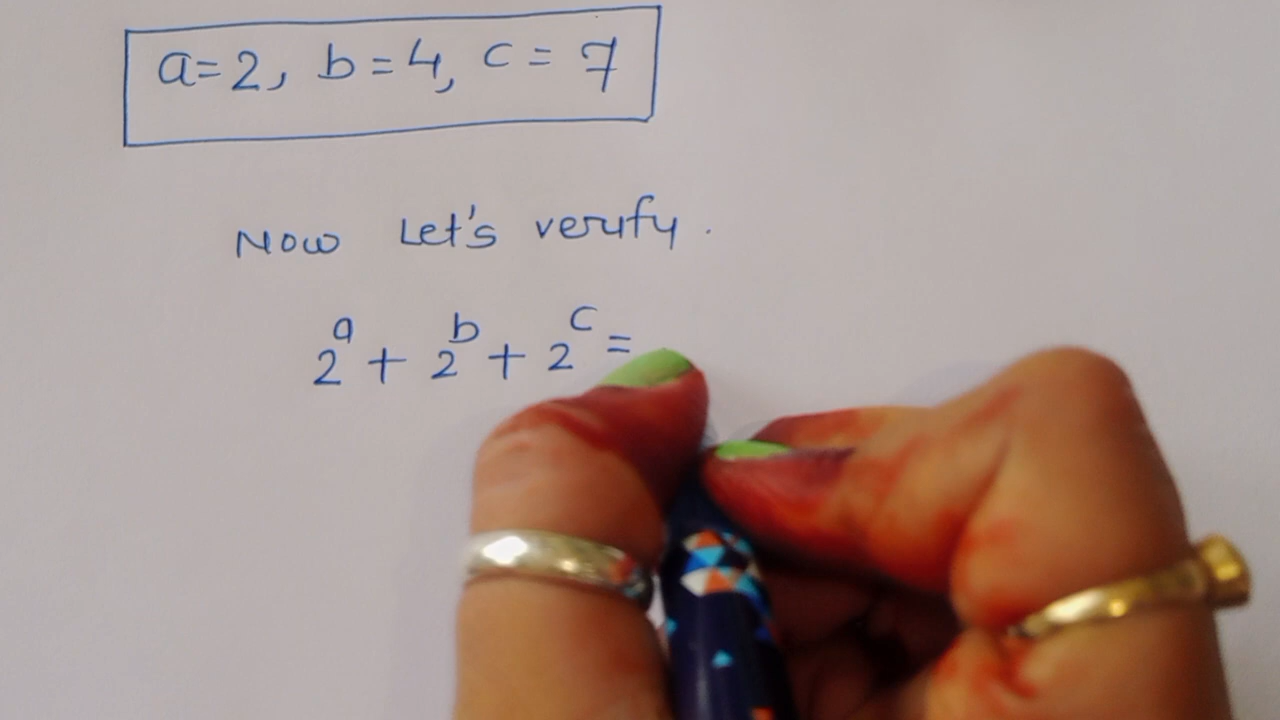 a=2, b=4, c=7
Now Let's verify.
2^a + 2^b + 2^c =